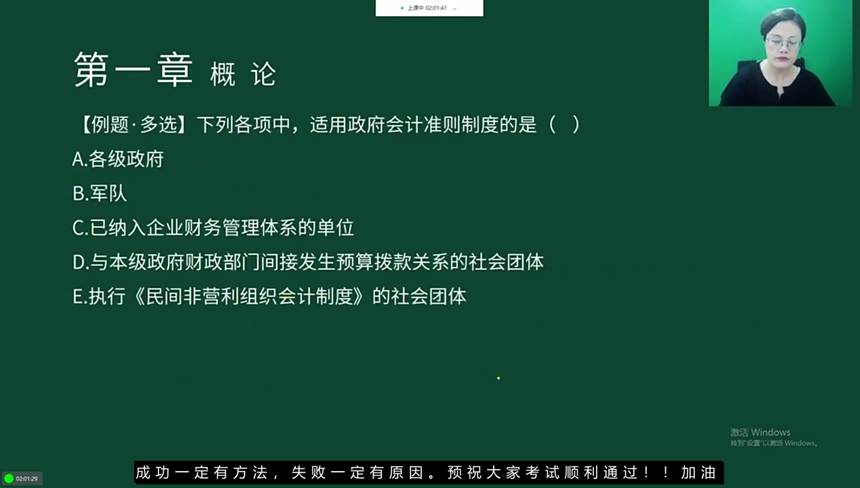 上课中 02:01:41
第一章 概 论
【例题·多选】下列各项中，适用政府会计准则制度的是（ ）
A.各级政府
B.军队
C.已纳入企业财务管理体系的单位
D.与本级政府财政部门间接发生预算拨款关系的社会团体
E.执行《民间非营利组织会计制度》的社会团体
激活 Windows
转到"设置"以激活 Windows。
02:01:29
成功一定有方法，失败一定有原因。预祝大家考试顺利通过！！加油